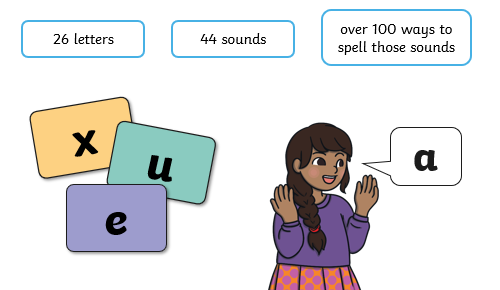 26 letters
44 sounds
over 100 ways to
spell those sounds
x
u
e
a